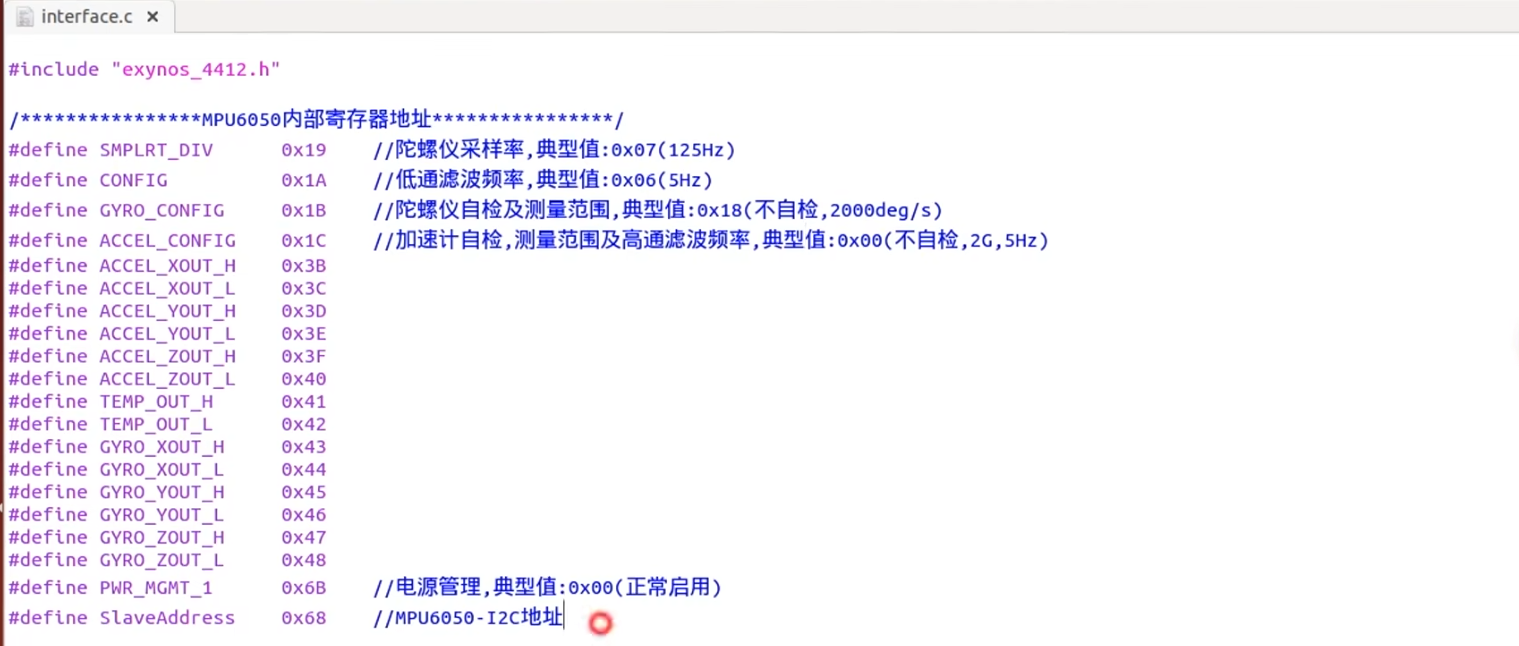 interface.c ×
#include "exynos_4412.h"
/****************MPU6050内部寄存器地址****************/
#define SMPLRT_DIV 0x19 //陀螺仪采样率,典型值:0x07(125Hz)
#define CONFIG 0x1A //低通滤波频率,典型值:0x06(5Hz)
#define GYRO_CONFIG 0x1B //陀螺仪自检及测量范围,典型值:0x18(不自检,2000deg/s)
#define ACCEL_CONFIG 0x1C //加速计自检,测量范围及高通滤波频率,典型值:0x00(不自检,2G,5Hz)
#define ACCEL_XOUT_H 0x3B
#define ACCEL_XOUT_L 0x3C
#define ACCEL_YOUT_H 0x3D
#define ACCEL_YOUT_L 0x3E
#define ACCEL_ZOUT_H 0x3F
#define ACCEL_ZOUT_L 0x40
#define TEMP_OUT_H 0x41
#define TEMP_OUT_L 0x42
#define GYRO_XOUT_H 0x43
#define GYRO_XOUT_L 0x44
#define GYRO_YOUT_H 0x45
#define GYRO_YOUT_L 0x46
#define GYRO_ZOUT_H 0x47
#define GYRO_ZOUT_L 0x48
#define PWR_MGMT_1 0x6B //电源管理,典型值:0x00(正常启用)
#define SlaveAddress 0x68 //MPU6050-I2C地址